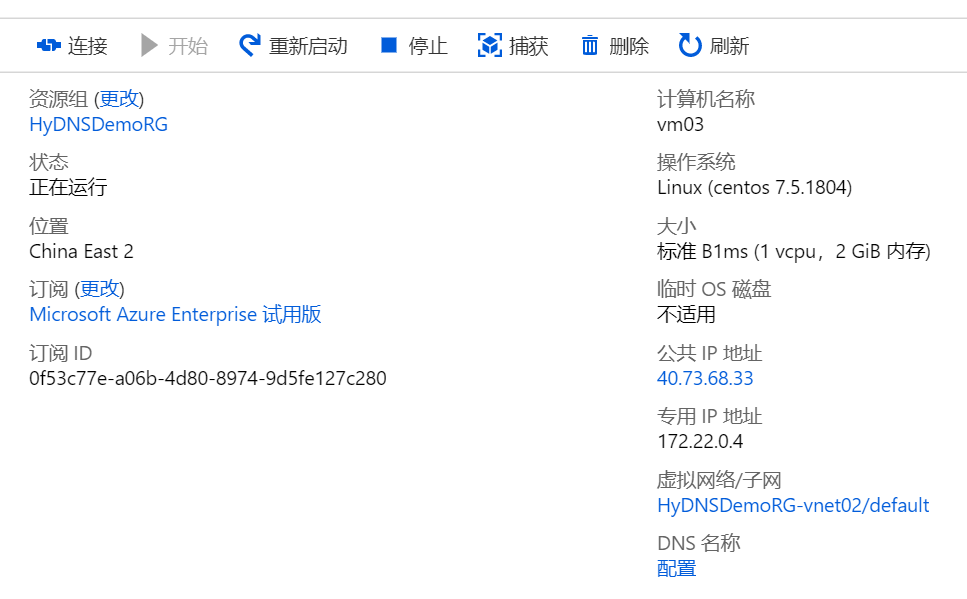 连接 开始 重新启动 停止 捕获 删除 刷新
资源组 (更改)
HyDNSDemoRG
状态
正在运行
位置
China East 2
订阅 (更改)
Microsoft Azure Enterprise 试用版
订阅 ID
0f53c77e-a06b-4d80-8974-9d5fe127c280
计算机名称
vm03
操作系统
Linux (centos 7.5.1804)
大小
标准 B1ms (1 vcpu，2 GiB 内存)
临时 OS 磁盘
不适用
公共 IP 地址
40.73.68.33
专用 IP 地址
172.22.0.4
虚拟网络/子网
HyDNSDemoRG-vnet02/default
DNS 名称
配置